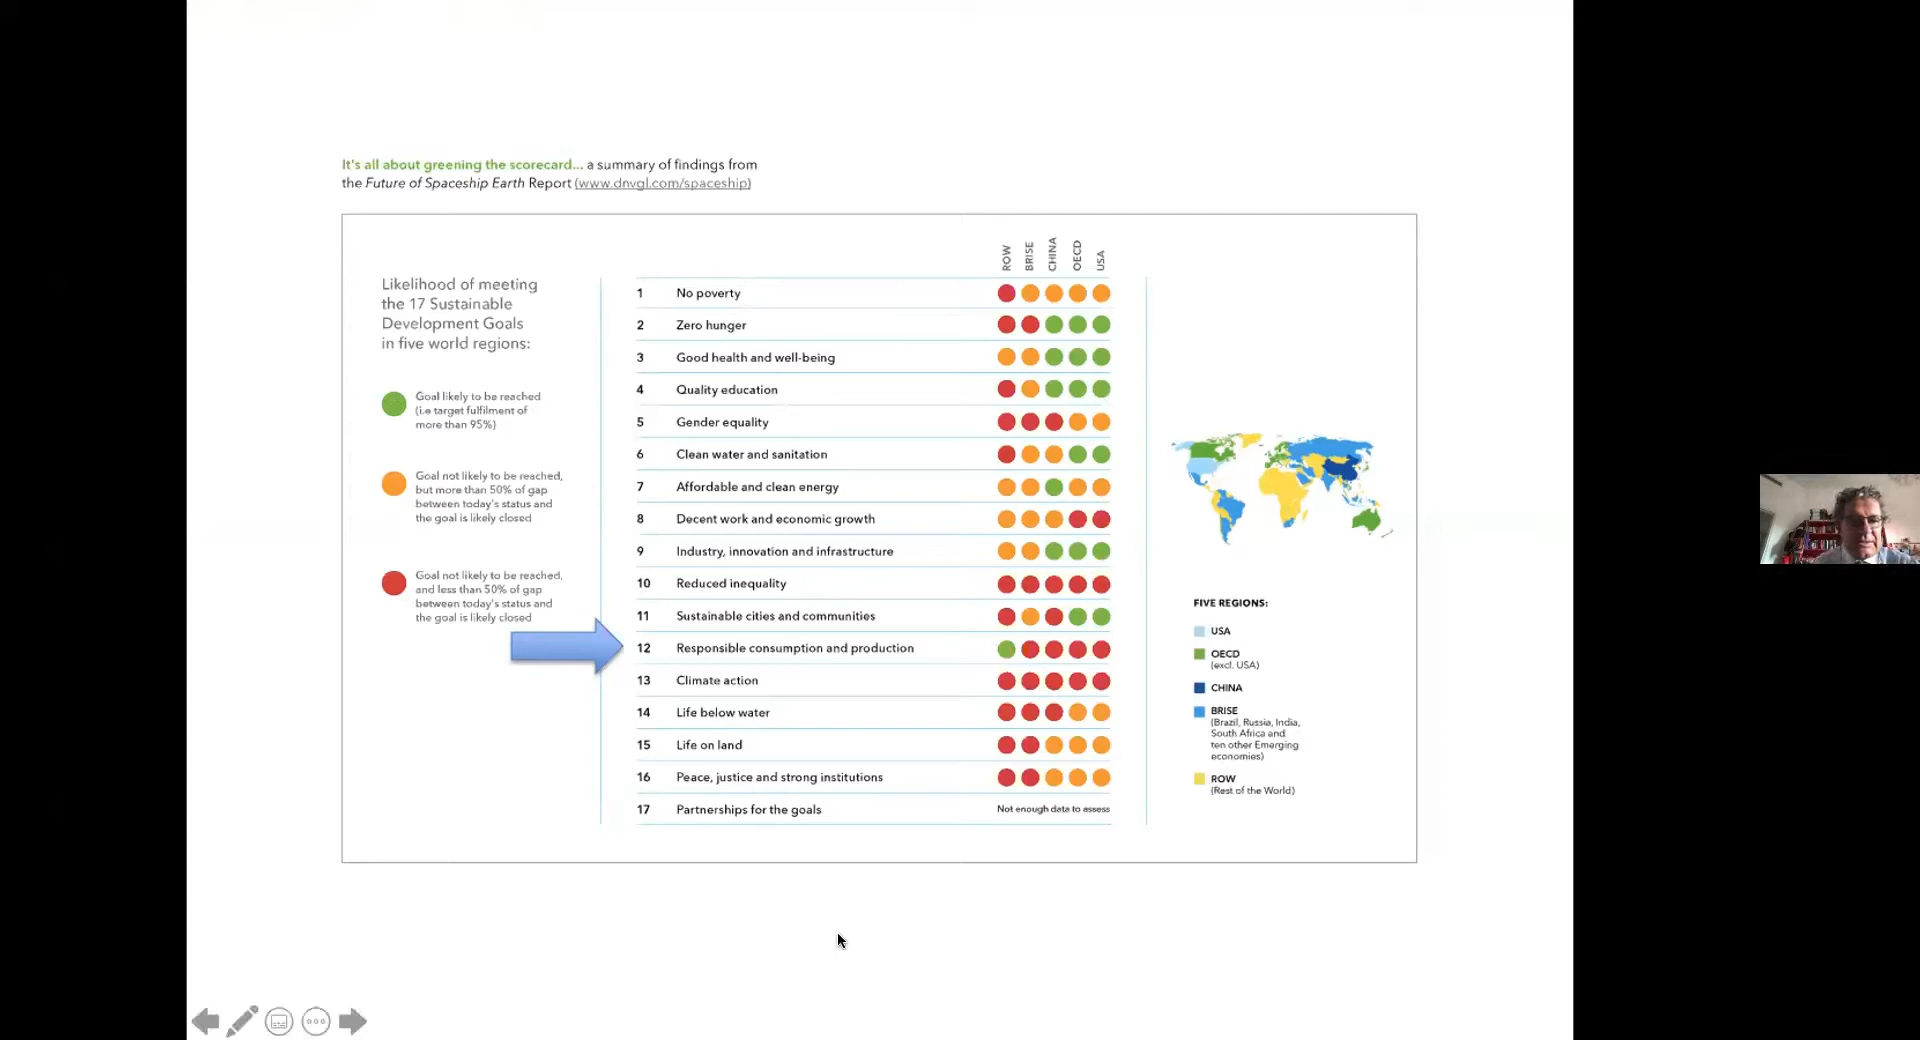 It's all about greening the scorecard... a summary of findings from
the Future of Spaceship Earth Report (www.dnvgl.com/spaceship)
Likelihood of meeting
the 17 Sustainable
Development Goals
in five world regions:
Goal likely to be reached
(i.e target fulfilment of
more than 95%)
Goal not likely to be reached,
but more than 50% of gap
between today's status and
the goal is likely closed
Goal not likely to be reached,
and less than 50% of gap
between today's status and
the goal is likely closed
ROW BRISE CHINA OECD USA
1 No poverty
2 Zero hunger
3 Good health and well-being
4 Quality education
5 Gender equality
6 Clean water and sanitation
7 Affordable and clean energy
8 Decent work and economic growth
9 Industry, innovation and infrastructure
10 Reduced inequality
11 Sustainable cities and communities
12 Responsible consumption and production
13 Climate action
14 Life below water
15 Life on land
16 Peace, justice and strong institutions
17 Partnerships for the goals Not enough data to assess
FIVE REGIONS:
USA
OECD
(excl. USA)
CHINA
BRISE
(Brazil, Russia, India,
South Africa and
ten other Emerging
economies)
ROW
(Rest of the World)